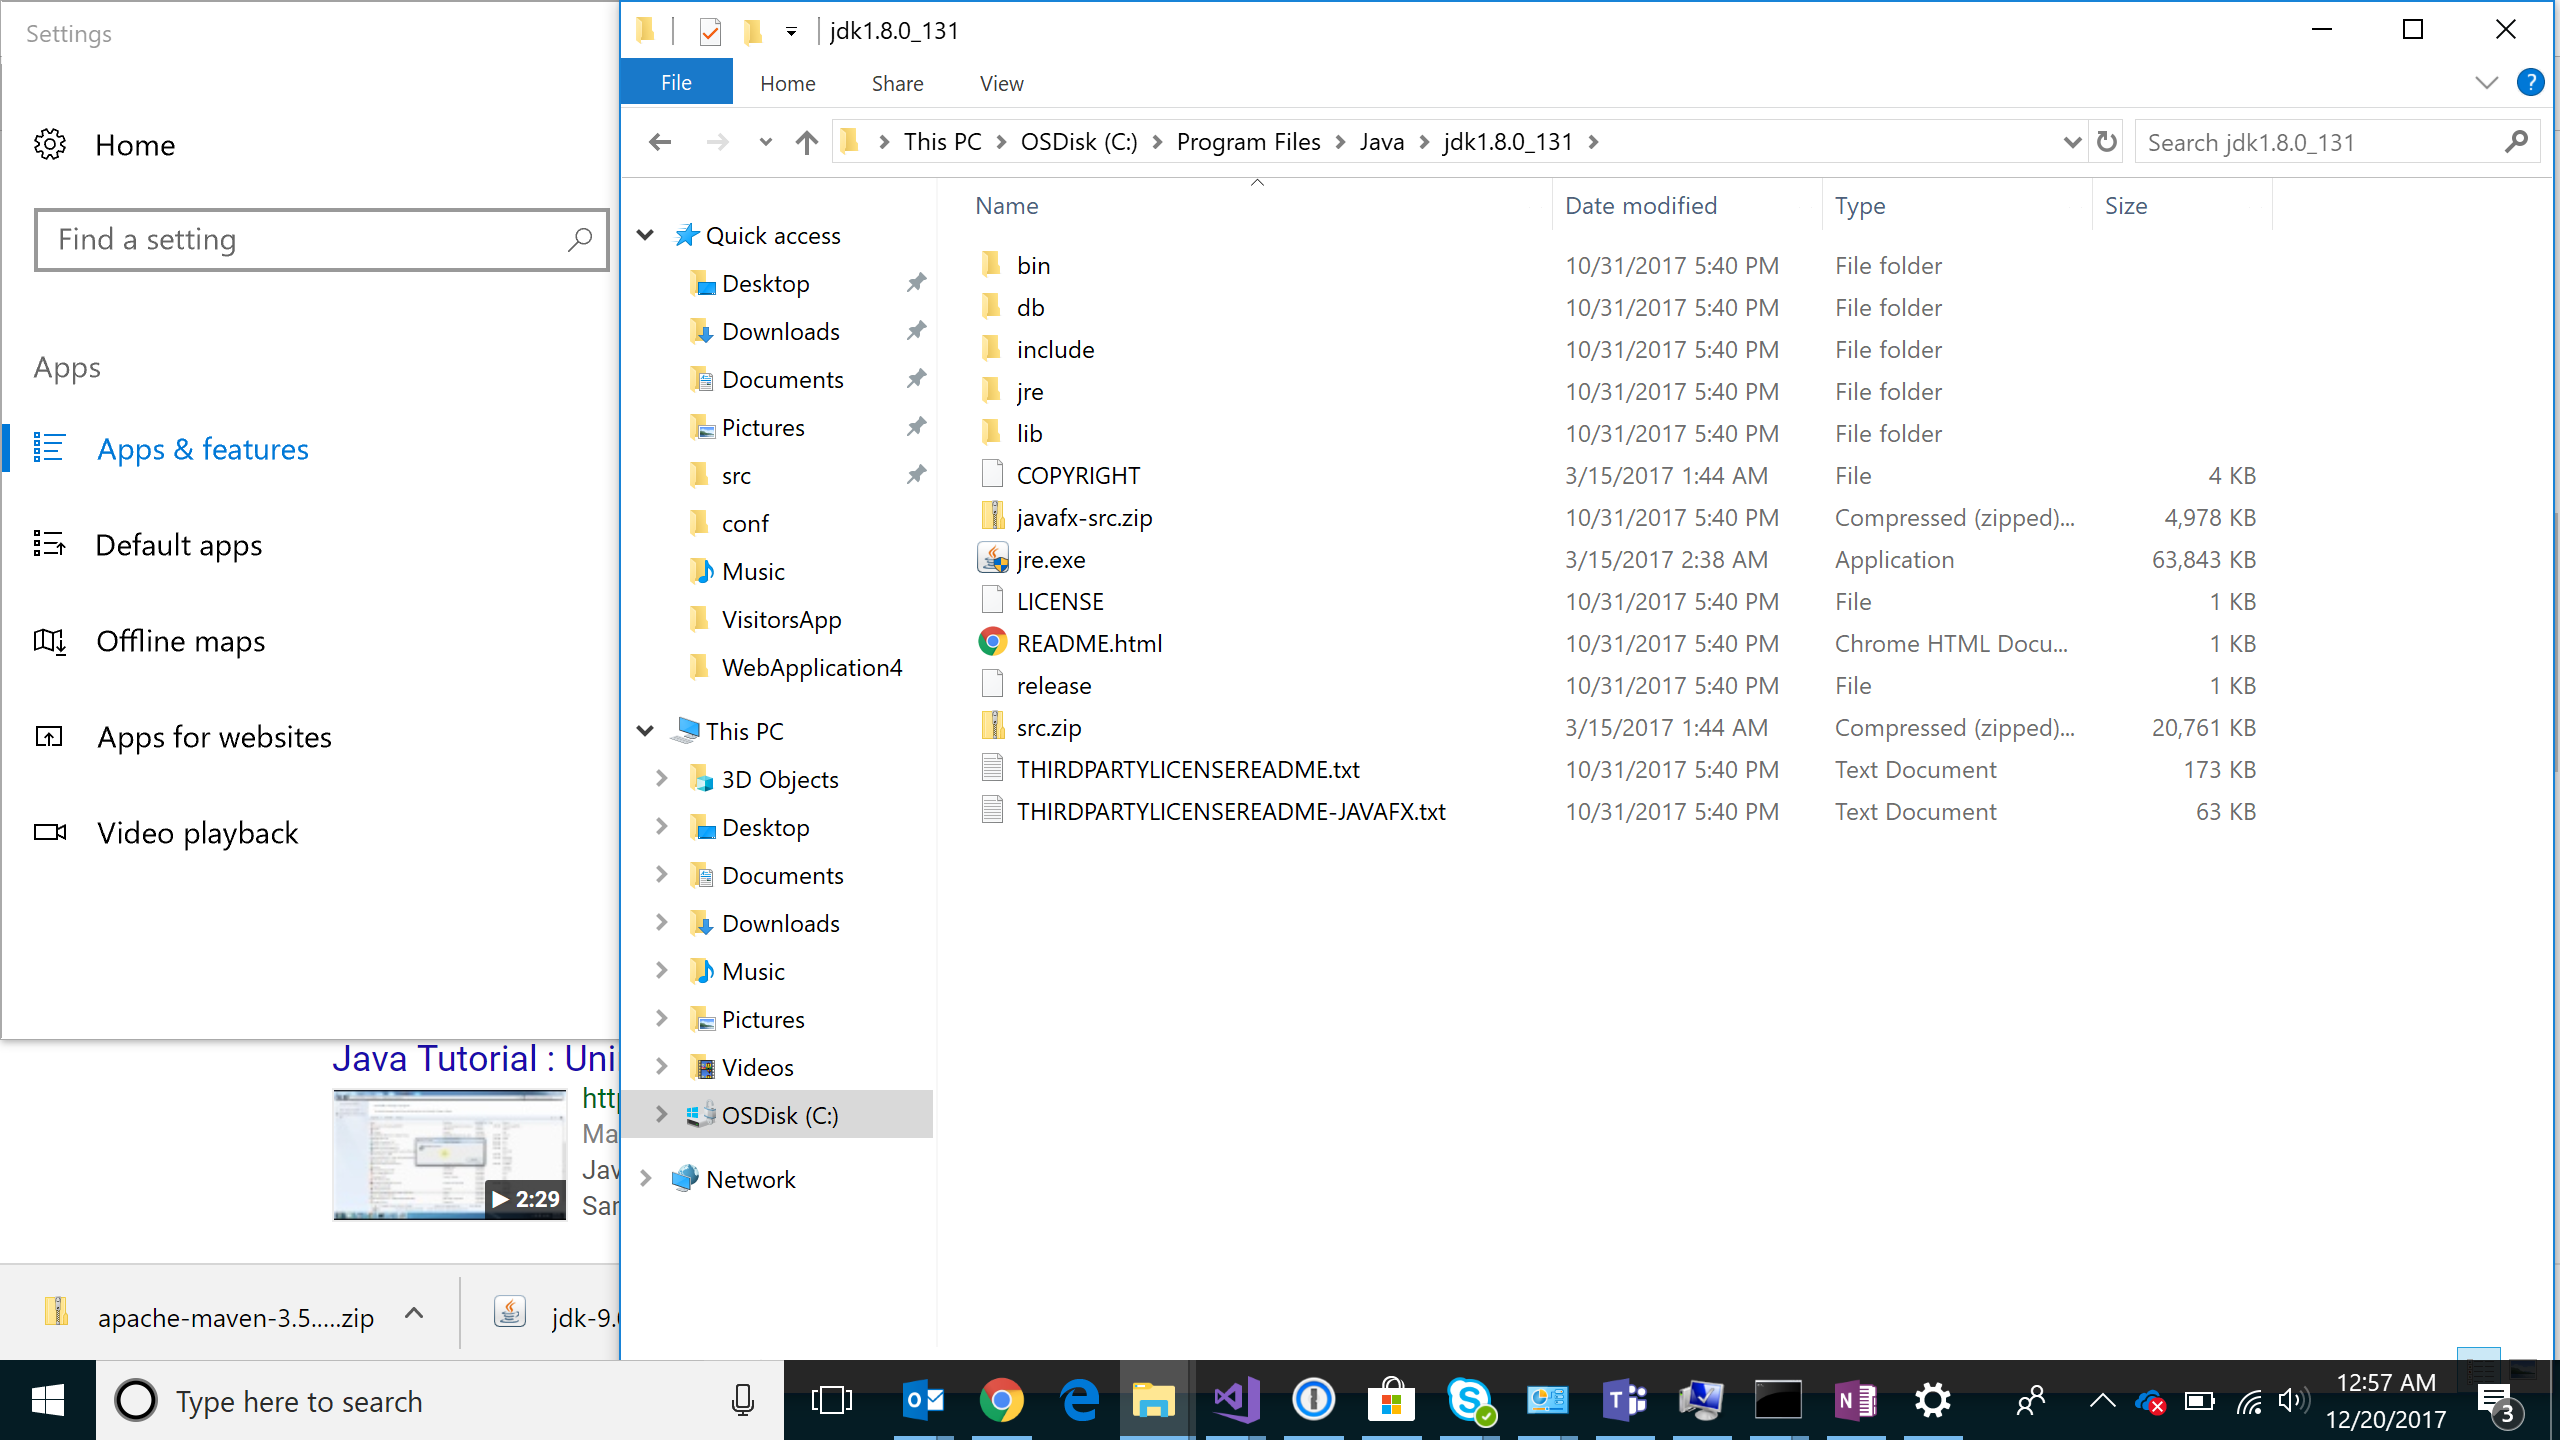 Settings
Home
Find a setting
Apps
Apps & features
Default apps
Offline maps
Apps for websites
Video playback
jdk1.8.0_131
File Home Share View
?
This PC OSDisk (C:) Program Files Java jdk1.8.0_131
Search jdk1.8.0_131
Quick access
Desktop
Downloads
Documents
Pictures
src
conf
Music
VisitorsApp
WebApplication4
This PC
3D Objects
Desktop
Documents
Downloads
Music
Pictures
Videos
OSDisk (C:)
Network
Name Date modified Type Size
bin 10/31/2017 5:40 PM File folder
db 10/31/2017 5:40 PM File folder
include 10/31/2017 5:40 PM File folder
jre 10/31/2017 5:40 PM File folder
lib 10/31/2017 5:40 PM File folder
COPYRIGHT 3/15/2017 1:44 AM File 4 KB
javafx-src.zip 10/31/2017 5:40 PM Compressed (zipped)... 4,978 KB
jre.exe 3/15/2017 2:38 AM Application 63,843 KB
LICENSE 10/31/2017 5:40 PM File 1 KB
README.html 10/31/2017 5:40 PM Chrome HTML Docu... 1 KB
release 10/31/2017 5:40 PM File 1 KB
src.zip 3/15/2017 1:44 AM Compressed (zipped)... 20,761 KB
THIRDPARTYLICENSEREADME.txt 10/31/2017 5:40 PM Text Document 173 KB
THIRDPARTYLICENSEREADME-JAVAFX.txt 10/31/2017 5:40 PM Text Document 63 KB
Java Tutorial : Uni
2:29
apache-maven-3.5.....zip
jdk-9.
Type here to search
12:57 AM
12/20/2017
3